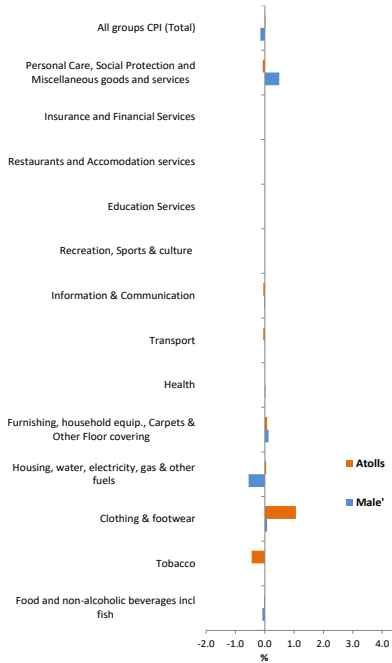 All groups CPI (Total)
Personal Care, Social Protection and
Miscellaneous goods and services
Insurance and Financial Services
Restaurants and Accomodation services
Education Services
Recreation, Sports & culture
Information & Communication
Transport
Health
Furnishing, household equip., Carpets &
Other Floor covering
Housing, water, electricity, gas & other
fuels
Atolls
Male'
Clothing & footwear
Tobacco
Food and non-alcoholic beverages incl
fish
-2.0 -1.0 0.0 1.0 2.0 3.0 4.0
%